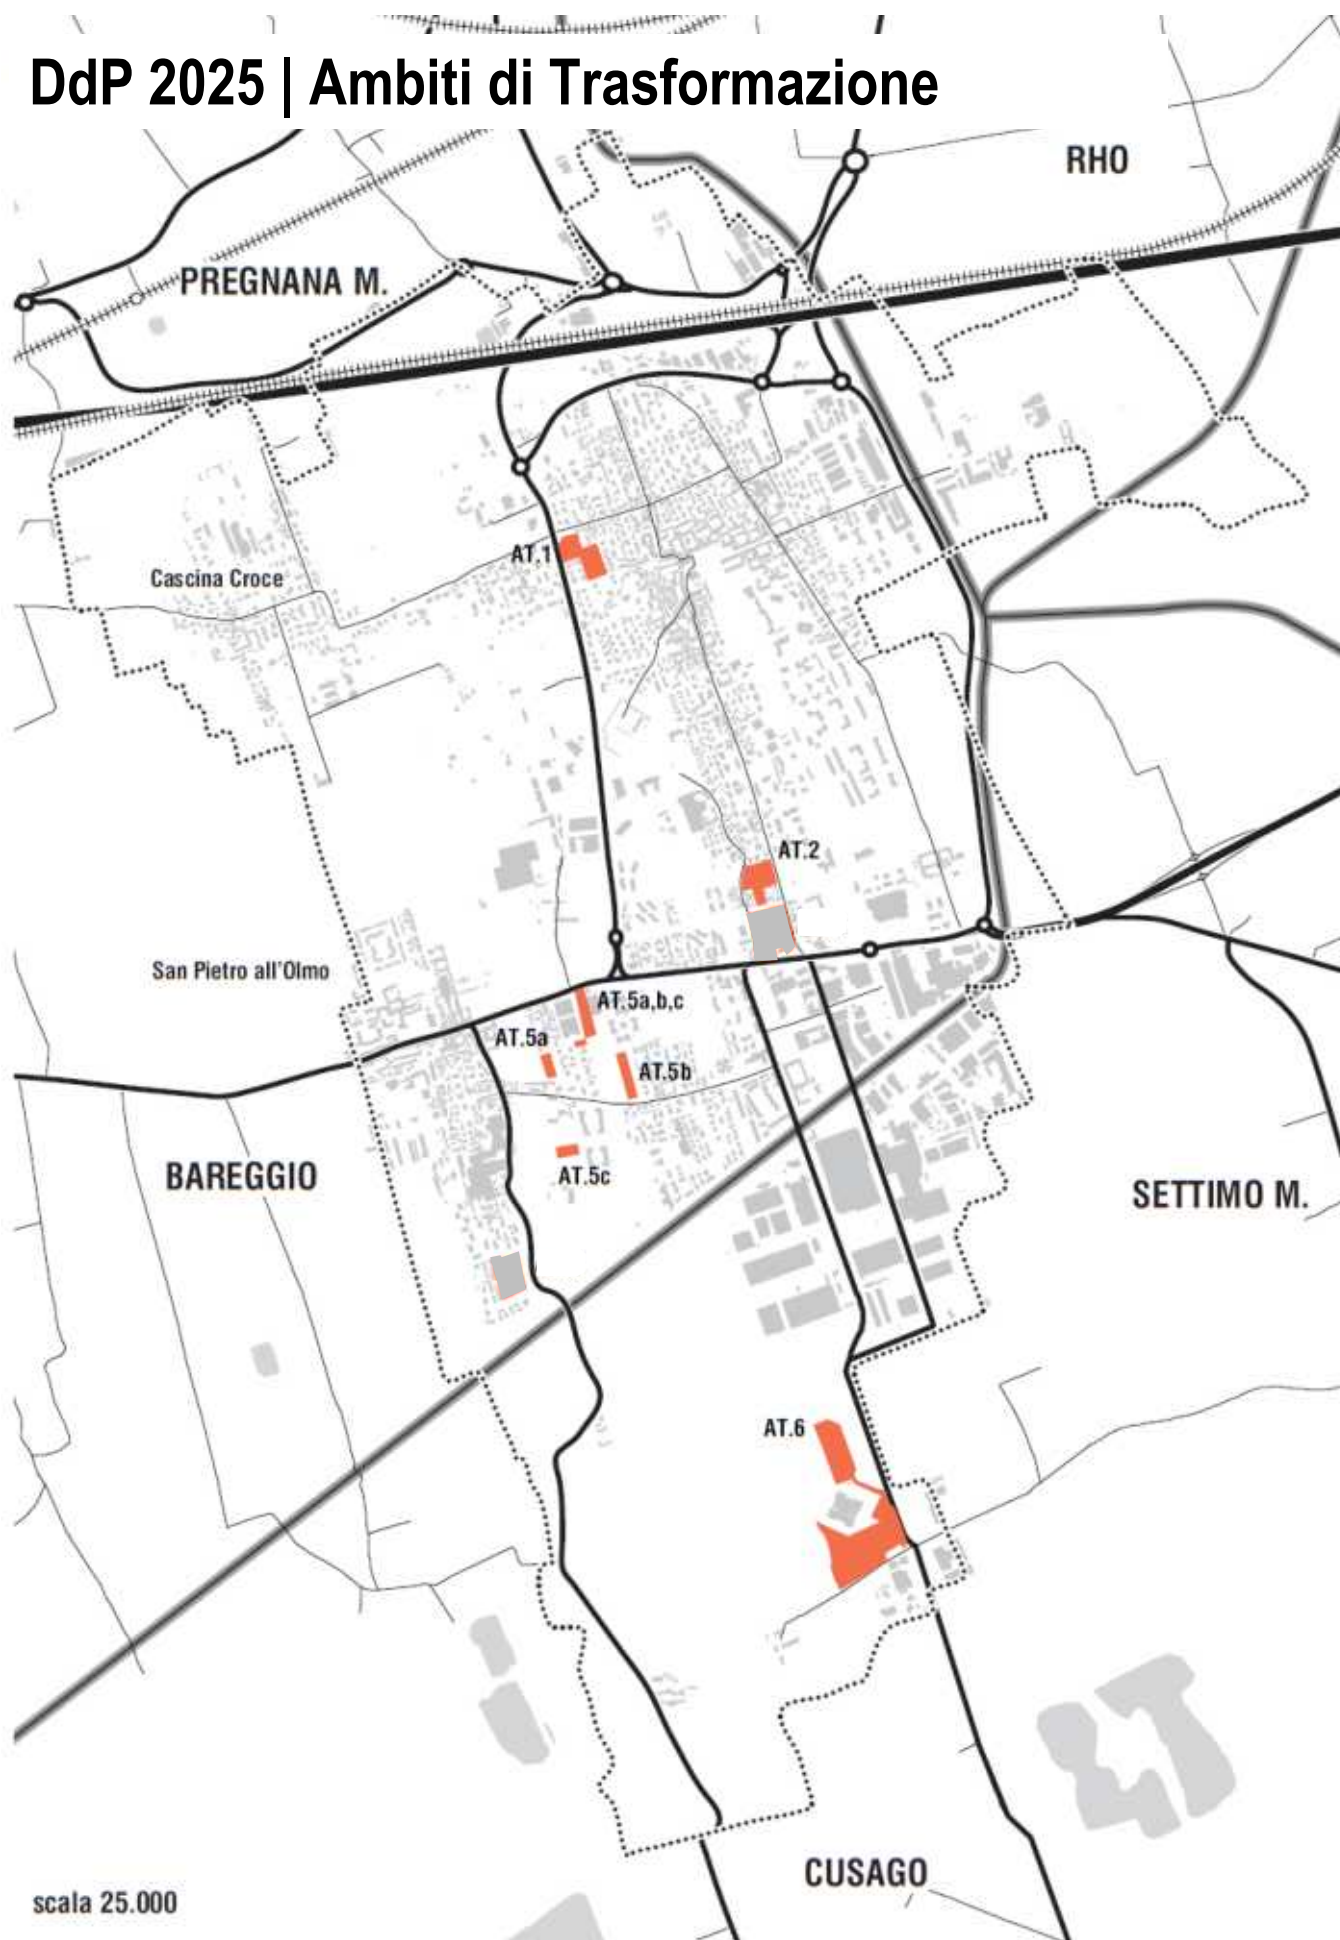 DdP 2025 | Ambiti di Trasformazione
RHO
PREGNANA M.
AT.1
Cascina Croce
AT.2
San Pietro all'Olmo
AT.5a,b,c
AT.5a
AT.5b
BAREGGIO
AT.5c
SETTIMO M.
AT.6
CUSAGO
scala 25.000